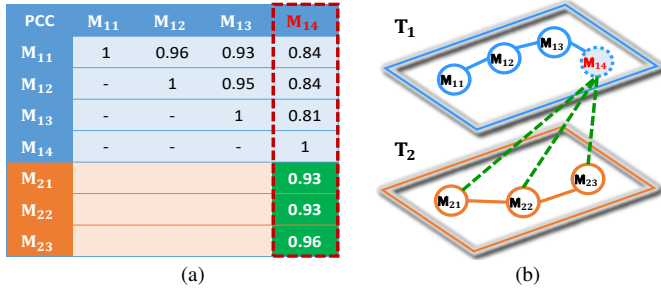 PCC M₁₁ M₁₂ M₁₃ M₁₄
M₁₁ 1 0.96 0.93 0.84
M₁₂ - 1 0.95 0.84
M₁₃ - - 1 0.81
M₁₄ - - - 1
M₂₁ 0.93
M₂₂ 0.93
M₂₃ 0.96
(a)
T₁
M₁₁
M₁₂
M₁₃
M₁₄
T₂
M₂₁
M₂₂
M₂₃
(b)